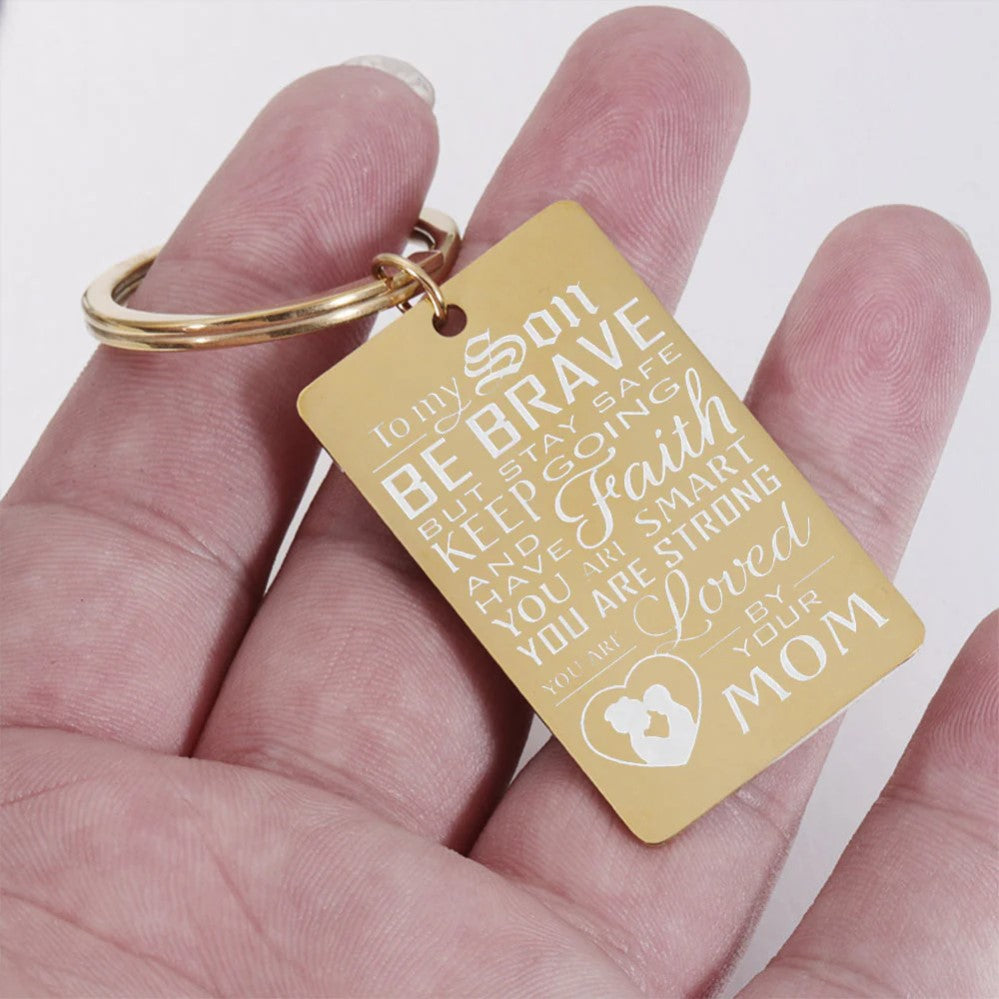 To my Son
BE BRAVE
BUT STAY SAFE
KEEP GOING
AND HAVE Faith
YOU ARE SMART
YOU ARE STRONG
YOU ARE Loved
BY YOUR
MOM